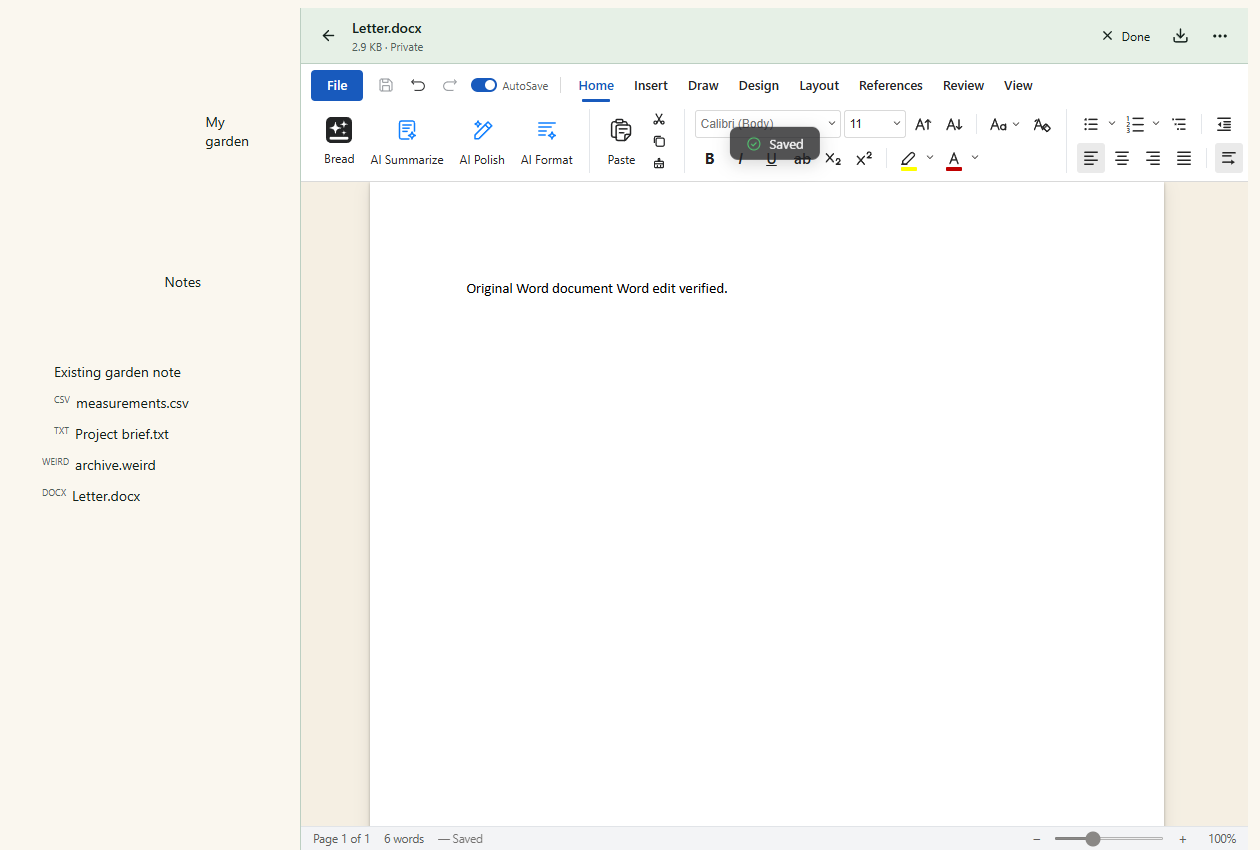 Letter.docx
2.9 KB · Private
Done
File
AutoSave
Home Insert Draw Design Layout References Review View
My
garden
Bread
AI Summarize
AI Polish
AI Format
Paste
Calibri (Body)
11
Saved
Notes
Original Word document Word edit verified.
Existing garden note
CSV measurements.csv
TXT Project brief.txt
WEIRD archive.weird
DOCX Letter.docx
Page 1 of 1 6 words — Saved
100%